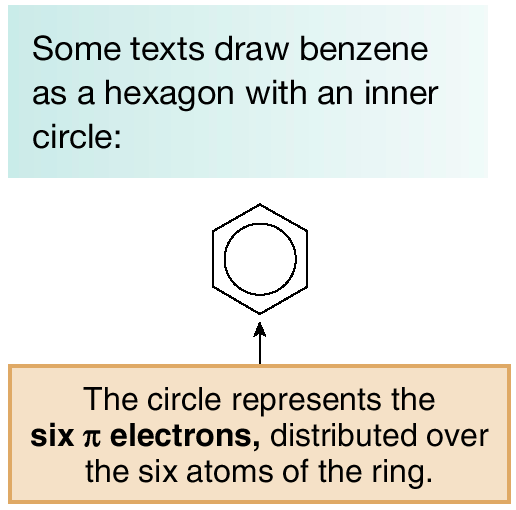 Some texts draw benzene
as a hexagon with an inner
circle:
The circle represents the
six π electrons, distributed over
the six atoms of the ring.